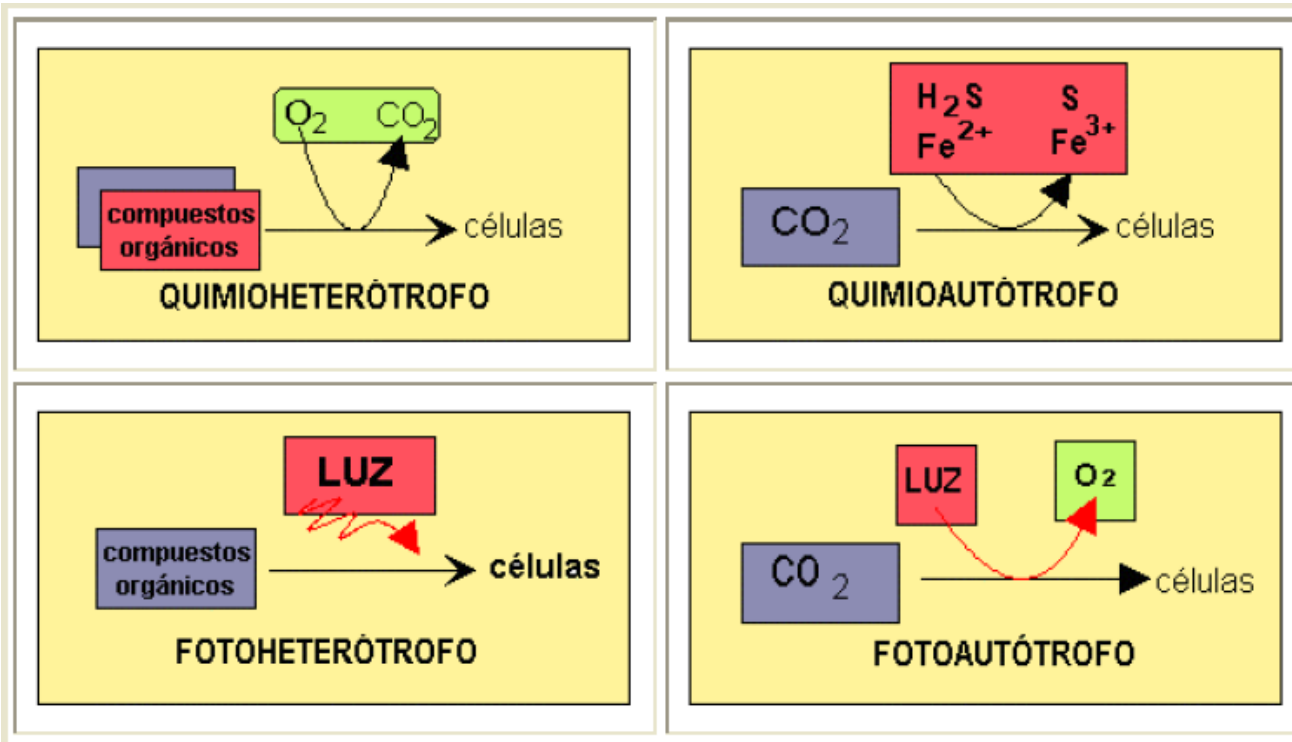 O2 CO2
compuestos
orgánicos
células
QUIMIOHETERÓTROFO
H2S S
Fe2+ Fe3+
CO2
células
QUIMIOAUTÓTROFO
LUZ
compuestos
orgánicos
células
FOTOHETERÓTROFO
LUZ O2
CO2
células
FOTOAUTÓTROFO